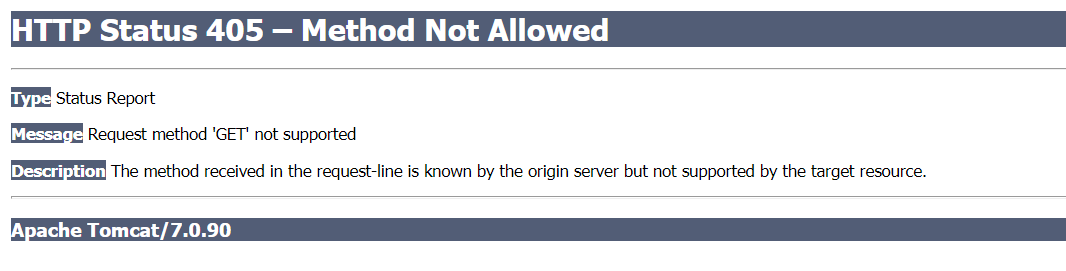 HTTP Status 405 – Method Not Allowed
Type Status Report
Message Request method 'GET' not supported
Description The method received in the request-line is known by the origin server but not supported by the target resource.
Apache Tomcat/7.0.90